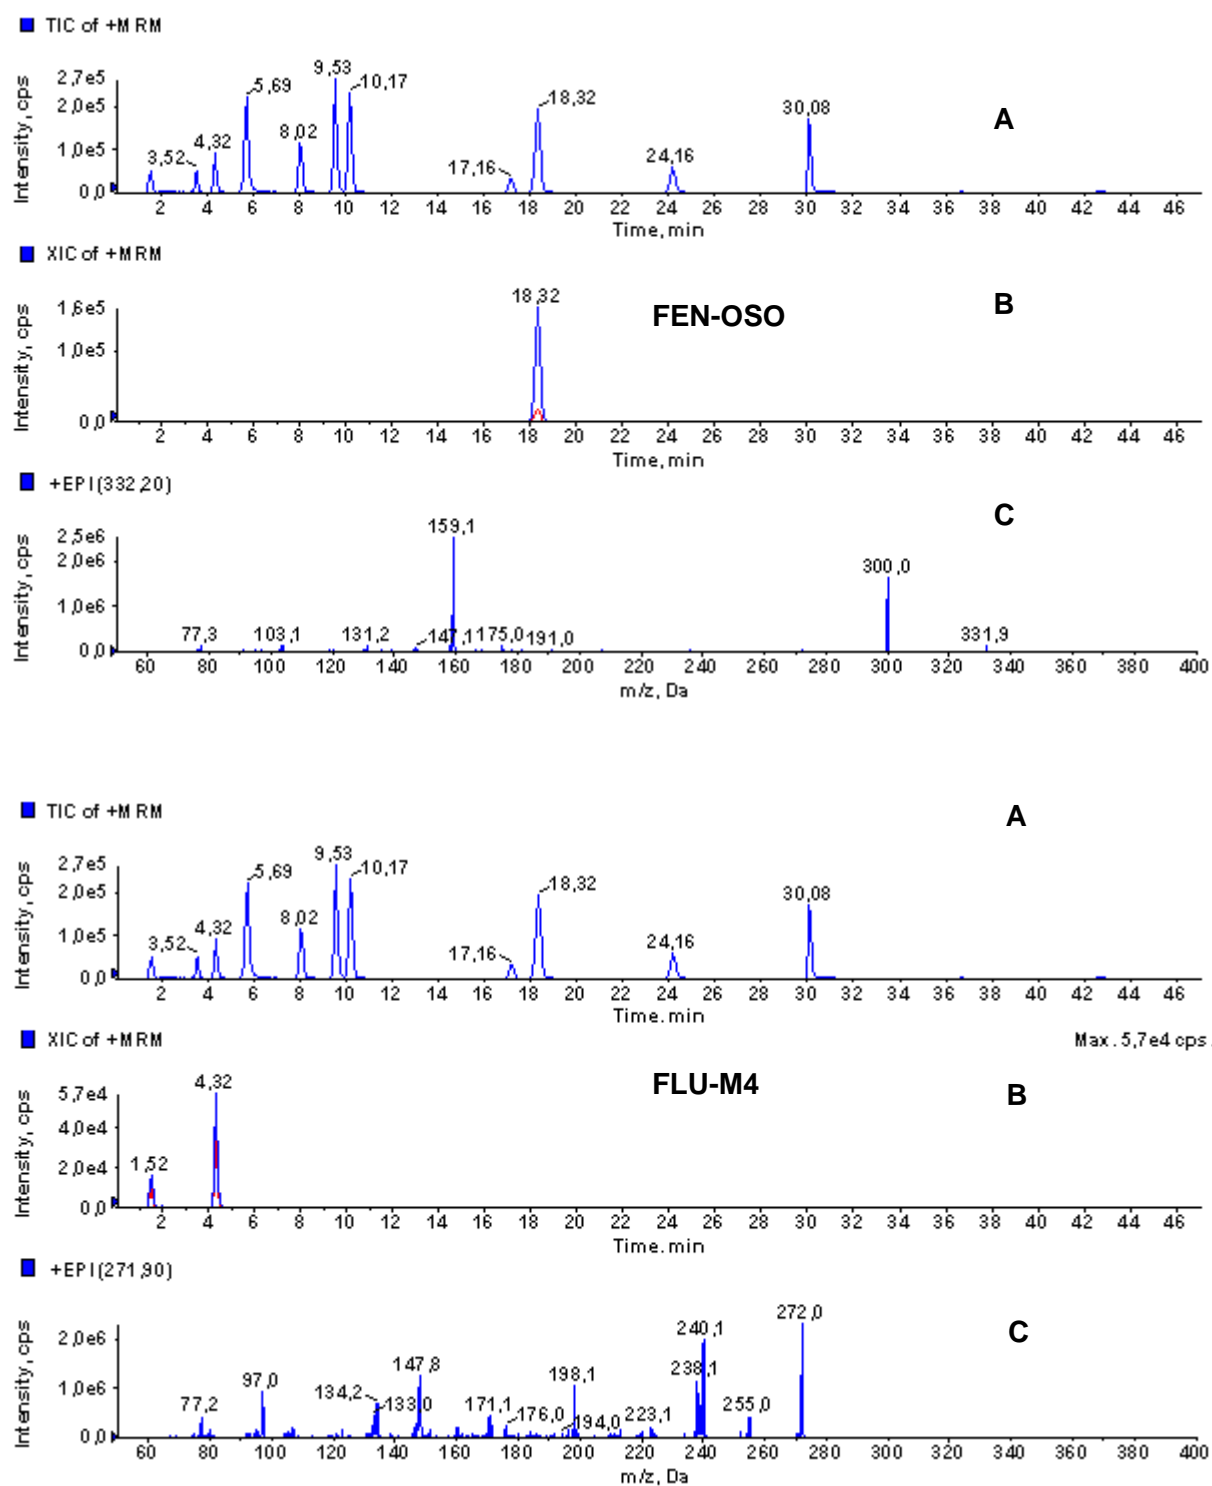 TIC of +MRM
Intensity, cps
2,7e5
2,0e5
1,0e5
0,0
3,52
4,32
5,69
8,02
9,53
10,17
17,16
18,32
24,16
30,08
A
2 4 6 8 10 12 14 16 18 20 22 24 26 28 30 32 34 36 38 40 42 44 46
Time, min
XIC of +MRM
Intensity, cps
1,6e5
1,0e5
0,0
18,32
FEN-OSO
B
2 4 6 8 10 12 14 16 18 20 22 24 26 28 30 32 34 36 38 40 42 44 46
Time, min
+EPI(332,20)
Intensity, cps
2,5e6
2,0e6
1,0e6
0,0
77,3
103,1
131,2
147,1
159,1
175,0
191,0
300,0
331,9
C
60 80 100 120 140 160 180 200 220 240 260 280 300 320 340 360 380 400
m/z, Da
TIC of +MRM
Intensity, cps
2,7e5
2,0e5
1,0e5
0,0
3,52
4,32
5,69
8,02
9,53
10,17
17,16
18,32
24,16
30,08
A
2 4 6 8 10 12 14 16 18 20 22 24 26 28 30 32 34 36 38 40 42 44 46
Time, min
XIC of +MRM
Max. 5,7e4 cps.
Intensity, cps
5,7e4
4,0e4
2,0e4
0,0
1,52
4,32
FLU-M4
B
2 4 6 8 10 12 14 16 18 20 22 24 26 28 30 32 34 36 38 40 42 44 46
Time, min
+EPI(271,90)
Intensity, cps
2,0e6
1,0e6
0,0
77,2
97,0
134,2
133,0
147,8
171,1
176,0
198,1
194,0
223,1
238,1
240,1
255,0
272,0
C
60 80 100 120 140 160 180 200 220 240 260 280 300 320 340 360 380 400
m/z, Da